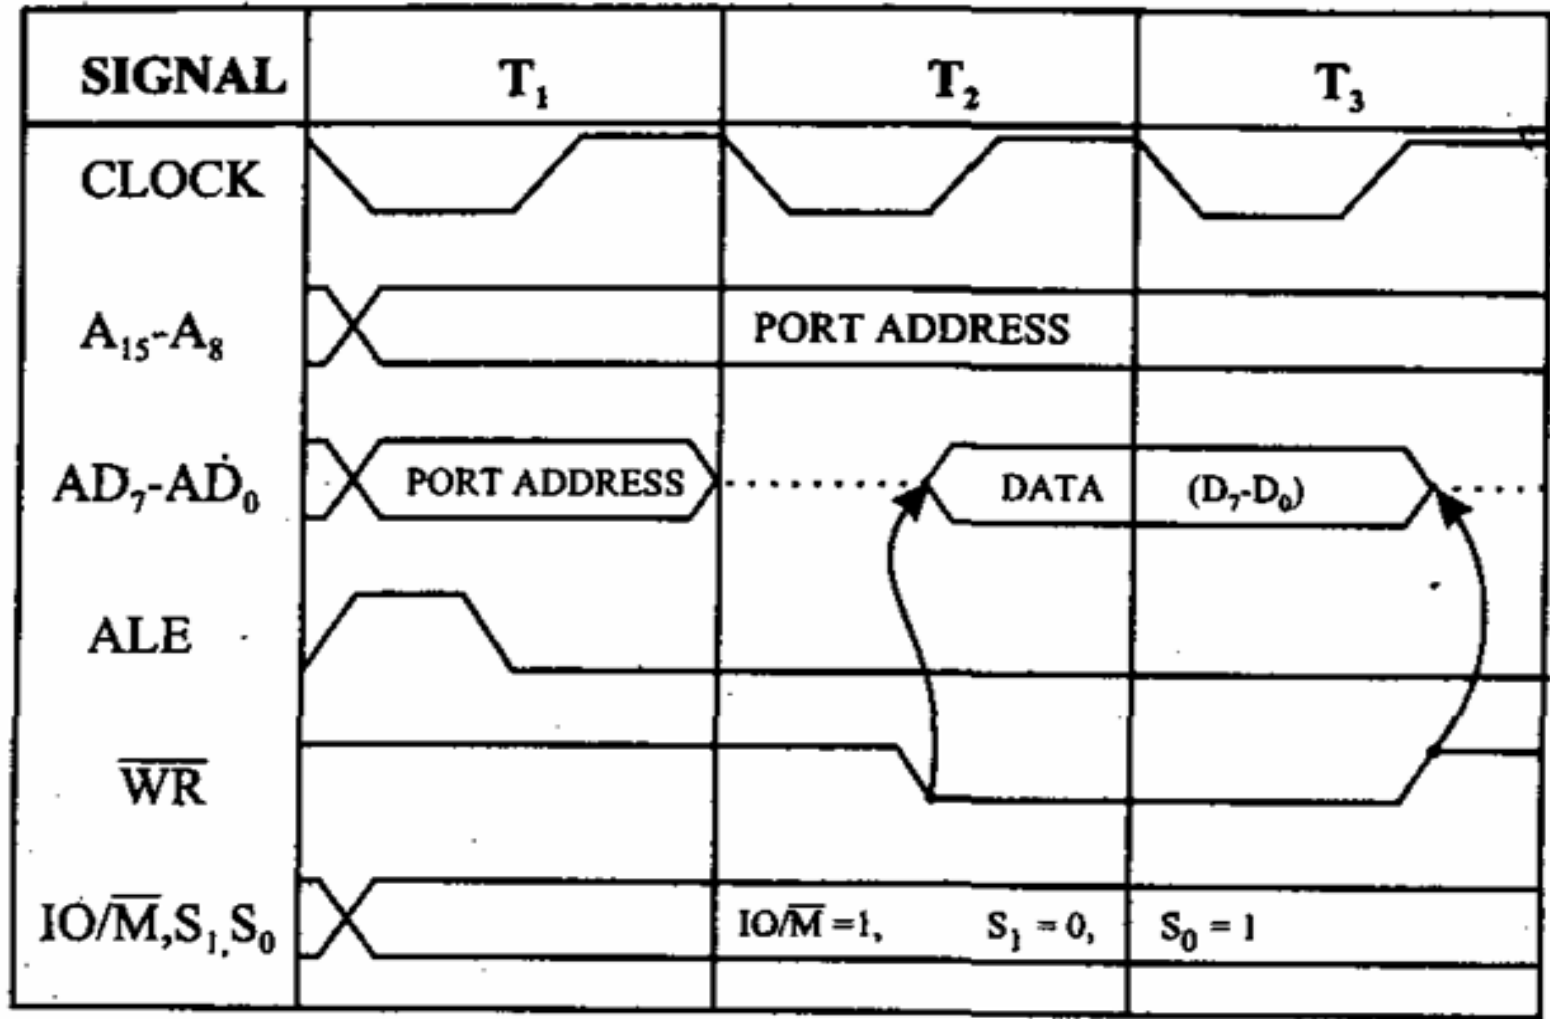 SIGNAL T₁ T₂ T₃
CLOCK
A₁₅-A₈ PORT ADDRESS
AD₇-AD₀ PORT ADDRESS DATA (D₇-D₀)
ALE
W̅R̅
IO/M̅,S₁,S₀ IO/M̅ =1, S₁ = 0, S₀ = 1